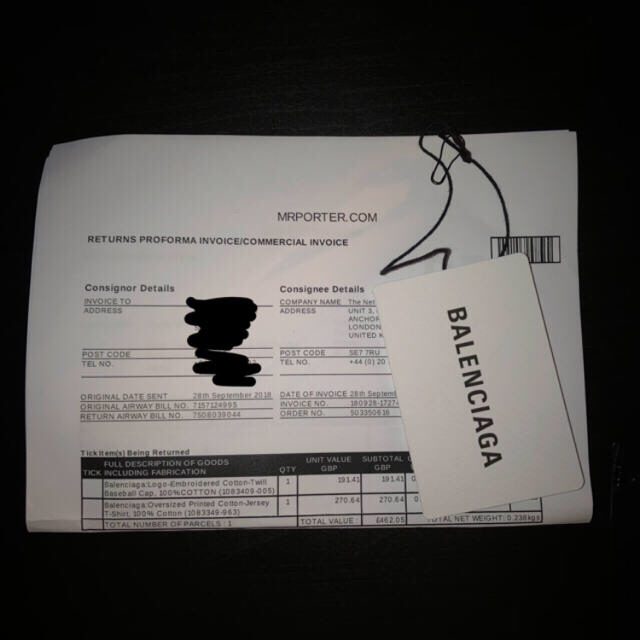 MRPORTER.COM
RETURNS PROFORMA INVOICE/COMMERCIAL INVOICE
Consignor Details
INVOICE TO
ADDRESS
POST CODE
TEL NO.
Consignee Details
COMPANY NAME The Net
ADDRESS UNIT 3,
ANCHOR
LONDON
UNITED K
POST CODE SE7 7RU
TEL NO. +44 (0) 20
ORIGINAL DATE SENT 28th September 2018
ORIGINAL AIRWAY BILL NO. 7157124995
RETURN AIRWAY BILL NO. 7508039044
DATE OF INVOICE 28th Septem
INVOICE NO. 180928-17274
ORDER NO. 503350616
Tick Item(s) Being Returned
TICK FULL DESCRIPTION OF GOODS INCLUDING FABRICATION QTY UNIT VALUE GBP SUBTOTAL GBP
Balenciaga:Logo-Embroidered Cotton-Twill 1 191.41 191.41
Baseball Cap, 100%COTTON (1083409-005)
Balenciaga:Oversized Printed Cotton-Jersey 1 270.64 270.64
T-Shirt, 100% Cotton (1083349-963)
TOTAL NUMBER OF PARCELS : 1 TOTAL VALUE £462.05 TOTAL NET WEIGHT: 0.238kgs
BALENCIAGA